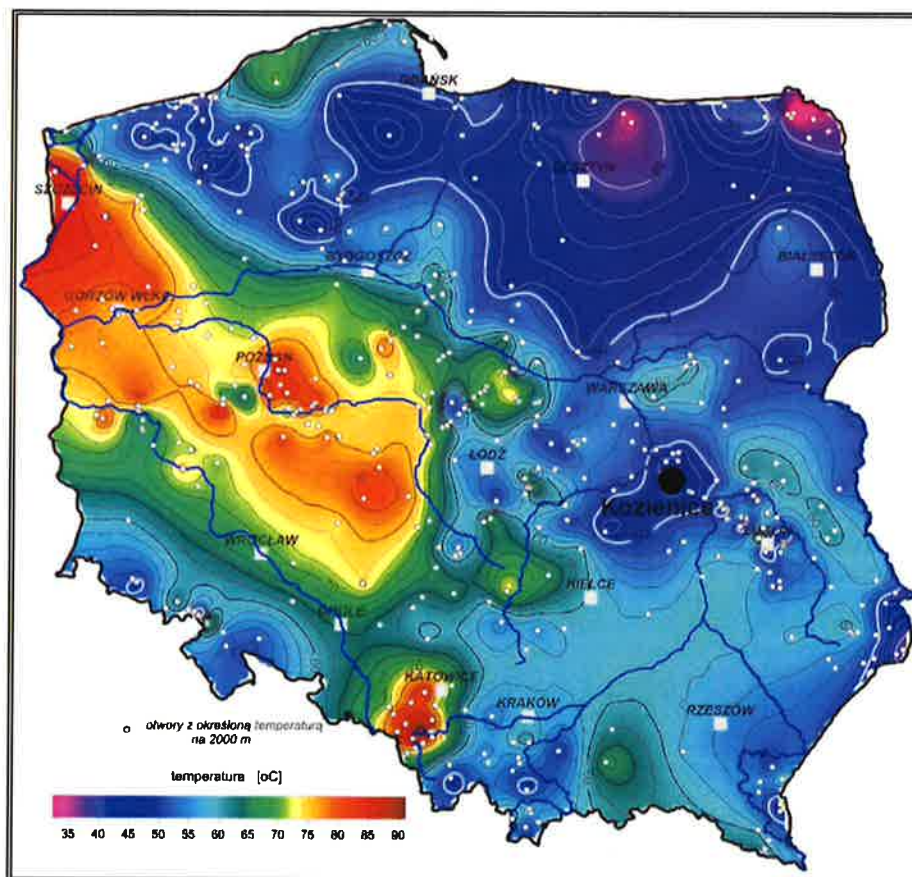 GDAŃSK
OLSZTYN
SZCZECIN
BYDGOSZCZ
BIAŁYSTOK
GORZÓW WLKP
POZNAŃ
WARSZAWA
ŁÓDŹ
Kozienice
WROCŁAW
KIELCE
OPOLE
KATOWICE
KRAKÓW
RZESZÓW
otwory z określoną temperaturą
na 2000 m
temperatura [oC]
35 40 45 50 55 60 65 70 75 80 85 90